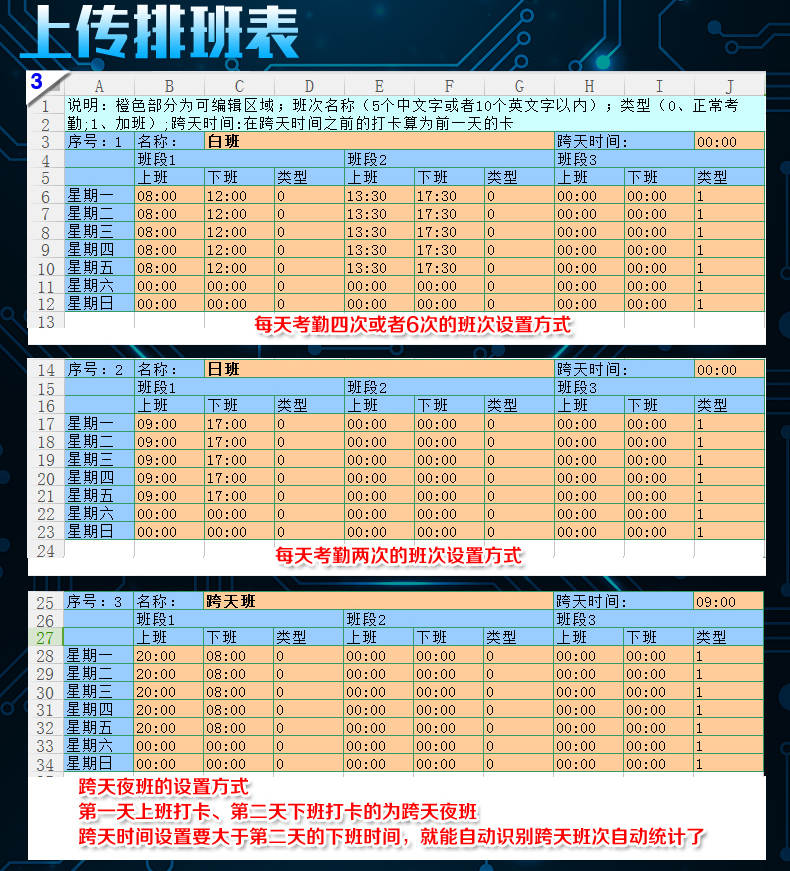 上传排班表
3
A B C D E F G H I J
1 说明：橙色部分为可编辑区域；班次名称（5个中文字或者10个英文字以内）；类型（0、正常考
2 勤;1、加班）;跨天时间:在跨天时间之前的打卡算为前一天的卡
3 序号：1 名称： 白班 跨天时间： 00:00
4 班段1 班段2 班段3
5 上班 下班 类型 上班 下班 类型 上班 下班 类型
6 星期一 08:00 12:00 0 13:30 17:30 0 00:00 00:00 1
7 星期二 08:00 12:00 0 13:30 17:30 0 00:00 00:00 1
8 星期三 08:00 12:00 0 13:30 17:30 0 00:00 00:00 1
9 星期四 08:00 12:00 0 13:30 17:30 0 00:00 00:00 1
10 星期五 08:00 12:00 0 13:30 17:30 0 00:00 00:00 1
11 星期六 00:00 00:00 0 00:00 00:00 0 00:00 00:00 1
12 星期日 00:00 00:00 0 00:00 00:00 0 00:00 00:00 1
13
每天考勤四次或者6次的班次设置方式
14 序号：2 名称： 日班 跨天时间： 00:00
15 班段1 班段2 班段3
16 上班 下班 类型 上班 下班 类型 上班 下班 类型
17 星期一 09:00 17:00 0 00:00 00:00 0 00:00 00:00 1
18 星期二 09:00 17:00 0 00:00 00:00 0 00:00 00:00 1
19 星期三 09:00 17:00 0 00:00 00:00 0 00:00 00:00 1
20 星期四 09:00 17:00 0 00:00 00:00 0 00:00 00:00 1
21 星期五 09:00 17:00 0 00:00 00:00 0 00:00 00:00 1
22 星期六 00:00 00:00 0 00:00 00:00 0 00:00 00:00 1
23 星期日 00:00 00:00 0 00:00 00:00 0 00:00 00:00 1
24
每天考勤两次的班次设置方式
25 序号：3 名称： 跨天班 跨天时间： 09:00
26 班段1 班段2 班段3
27 上班 下班 类型 上班 下班 类型 上班 下班 类型
28 星期一 20:00 08:00 0 00:00 00:00 0 00:00 00:00 1
29 星期二 20:00 08:00 0 00:00 00:00 0 00:00 00:00 1
30 星期三 20:00 08:00 0 00:00 00:00 0 00:00 00:00 1
31 星期四 20:00 08:00 0 00:00 00:00 0 00:00 00:00 1
32 星期五 20:00 08:00 0 00:00 00:00 0 00:00 00:00 1
33 星期六 00:00 00:00 0 00:00 00:00 0 00:00 00:00 1
34 星期日 00:00 00:00 0 00:00 00:00 0 00:00 00:00 1
跨天夜班的设置方式
第一天上班打卡、第二天下班打卡的为跨天夜班
跨天时间设置要大于第二天的下班时间，就能自动识别跨天班次自动统计了